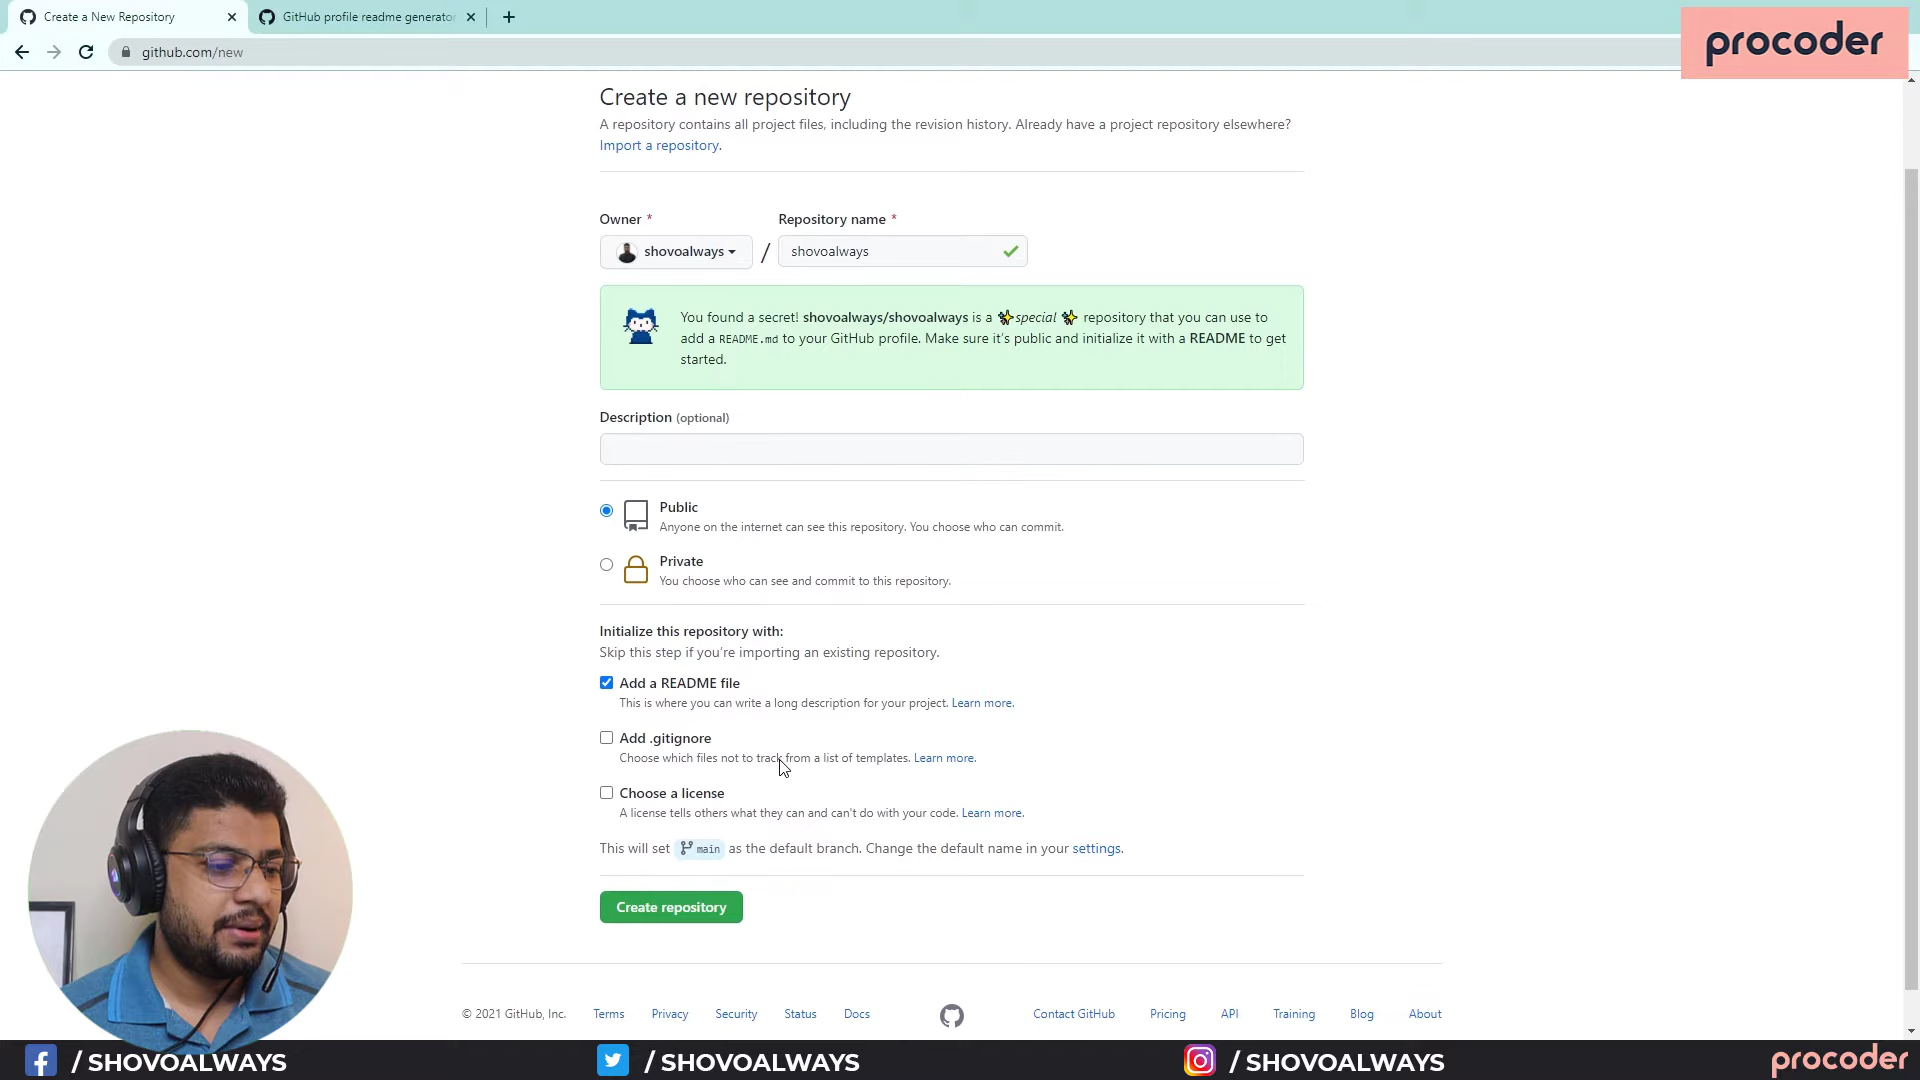 Create a New Repository
GitHub profile readme generator
github.com/new
procoder
Create a new repository
A repository contains all project files, including the revision history. Already have a project repository elsewhere?
Import a repository.
Owner *
Repository name *
shovoalways
/
shovoalways
You found a secret! shovoalways/shovoalways is a ✨special ✨ repository that you can use to
add a README.md to your GitHub profile. Make sure it's public and initialize it with a README to get
started.
Description (optional)
Public
Anyone on the internet can see this repository. You choose who can commit.
Private
You choose who can see and commit to this repository.
Initialize this repository with:
Skip this step if you're importing an existing repository.
Add a README file
This is where you can write a long description for your project. Learn more.
Add .gitignore
Choose which files not to track from a list of templates. Learn more.
Choose a license
A license tells others what they can and can't do with your code. Learn more.
This will set main as the default branch. Change the default name in your settings.
Create repository
© 2021 GitHub, Inc. Terms Privacy Security Status Docs Contact GitHub Pricing API Training Blog About
/ SHOVOALWAYS
/ SHOVOALWAYS
/ SHOVOALWAYS
procoder